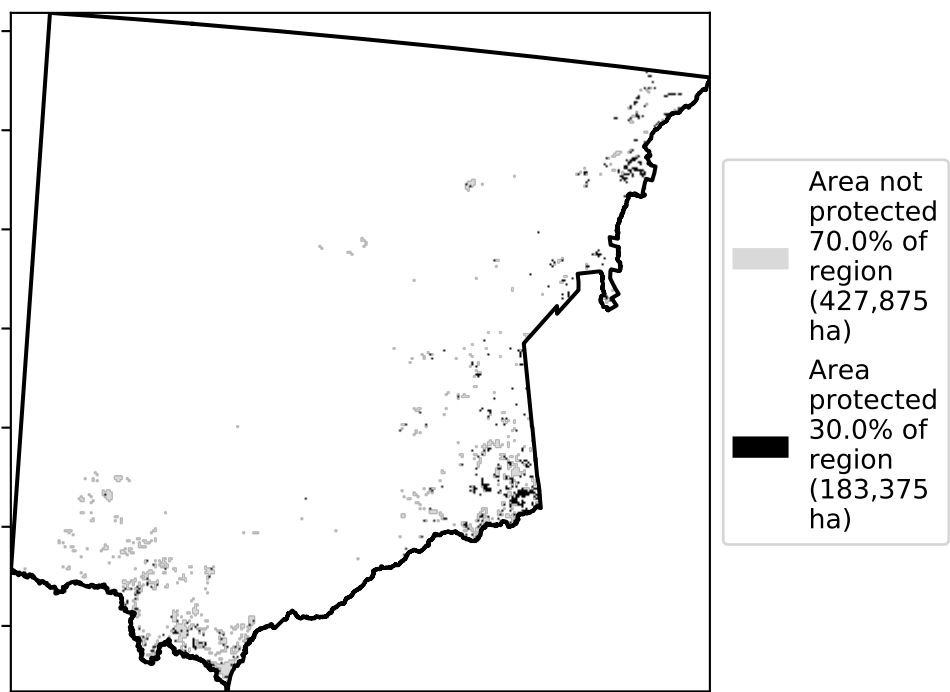 Area not
protected
70.0% of
region
(427,875
ha)
Area
protected
30.0% of
region
(183,375
ha)